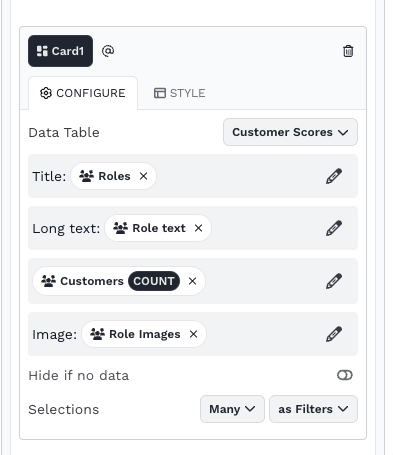 Card1 @
CONFIGURE STYLE
Data Table Customer Scores
Title: Roles ×
Long text: Role text ×
Customers COUNT ×
Image: Role Images ×
Hide if no data
Selections Many as Filters